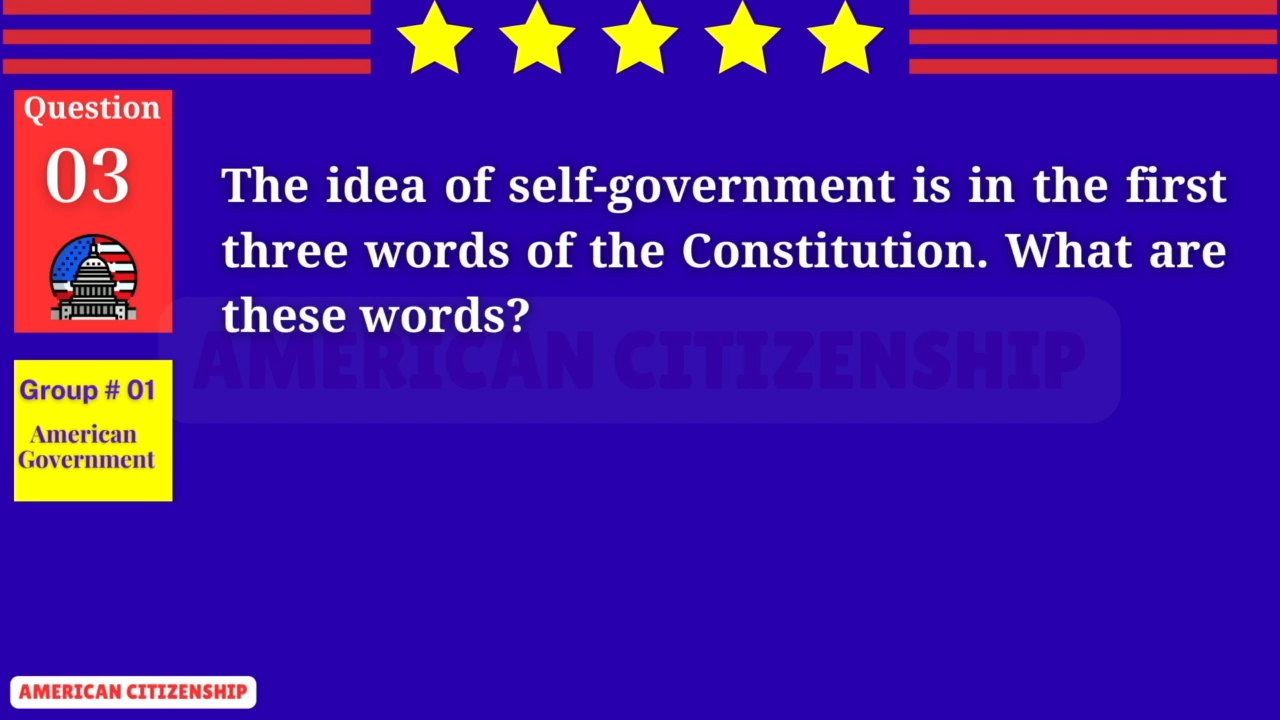 Question
03
The idea of self-government is in the first
three words of the Constitution. What are
these words?
AMERICAN CITIZENSHIP
Group # 01
American
Government
AMERICAN CITIZENSHIP